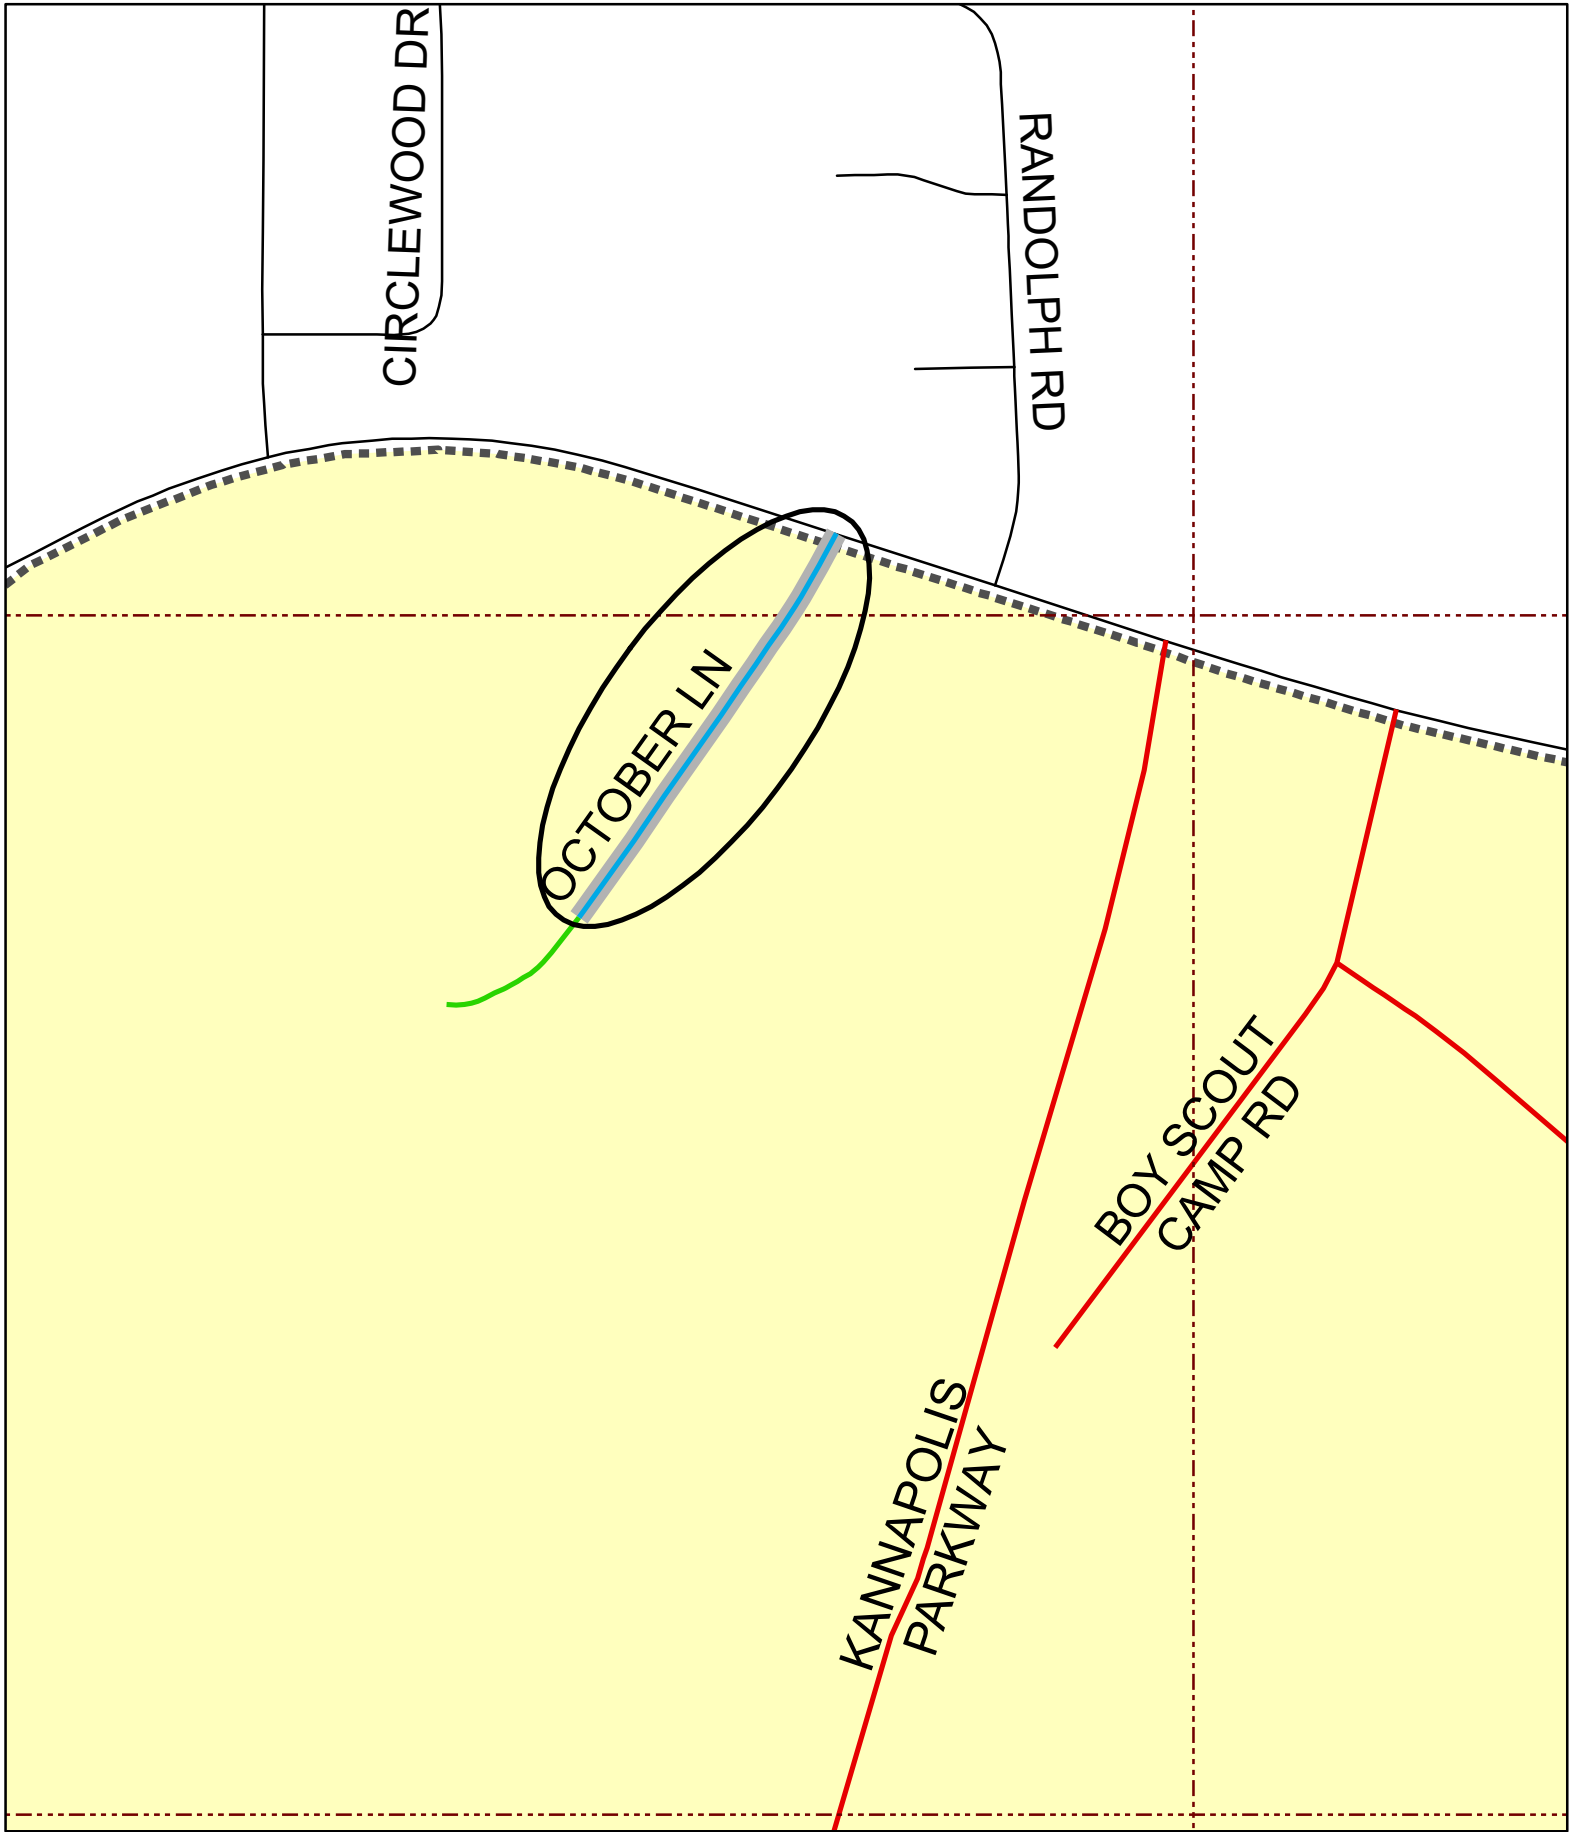 CIRCLEWOOD DR
RANDOLPH RD
OCTOBER LN
BOY SCOUT
CAMP RD
KANNAPOLIS
PARKWAY